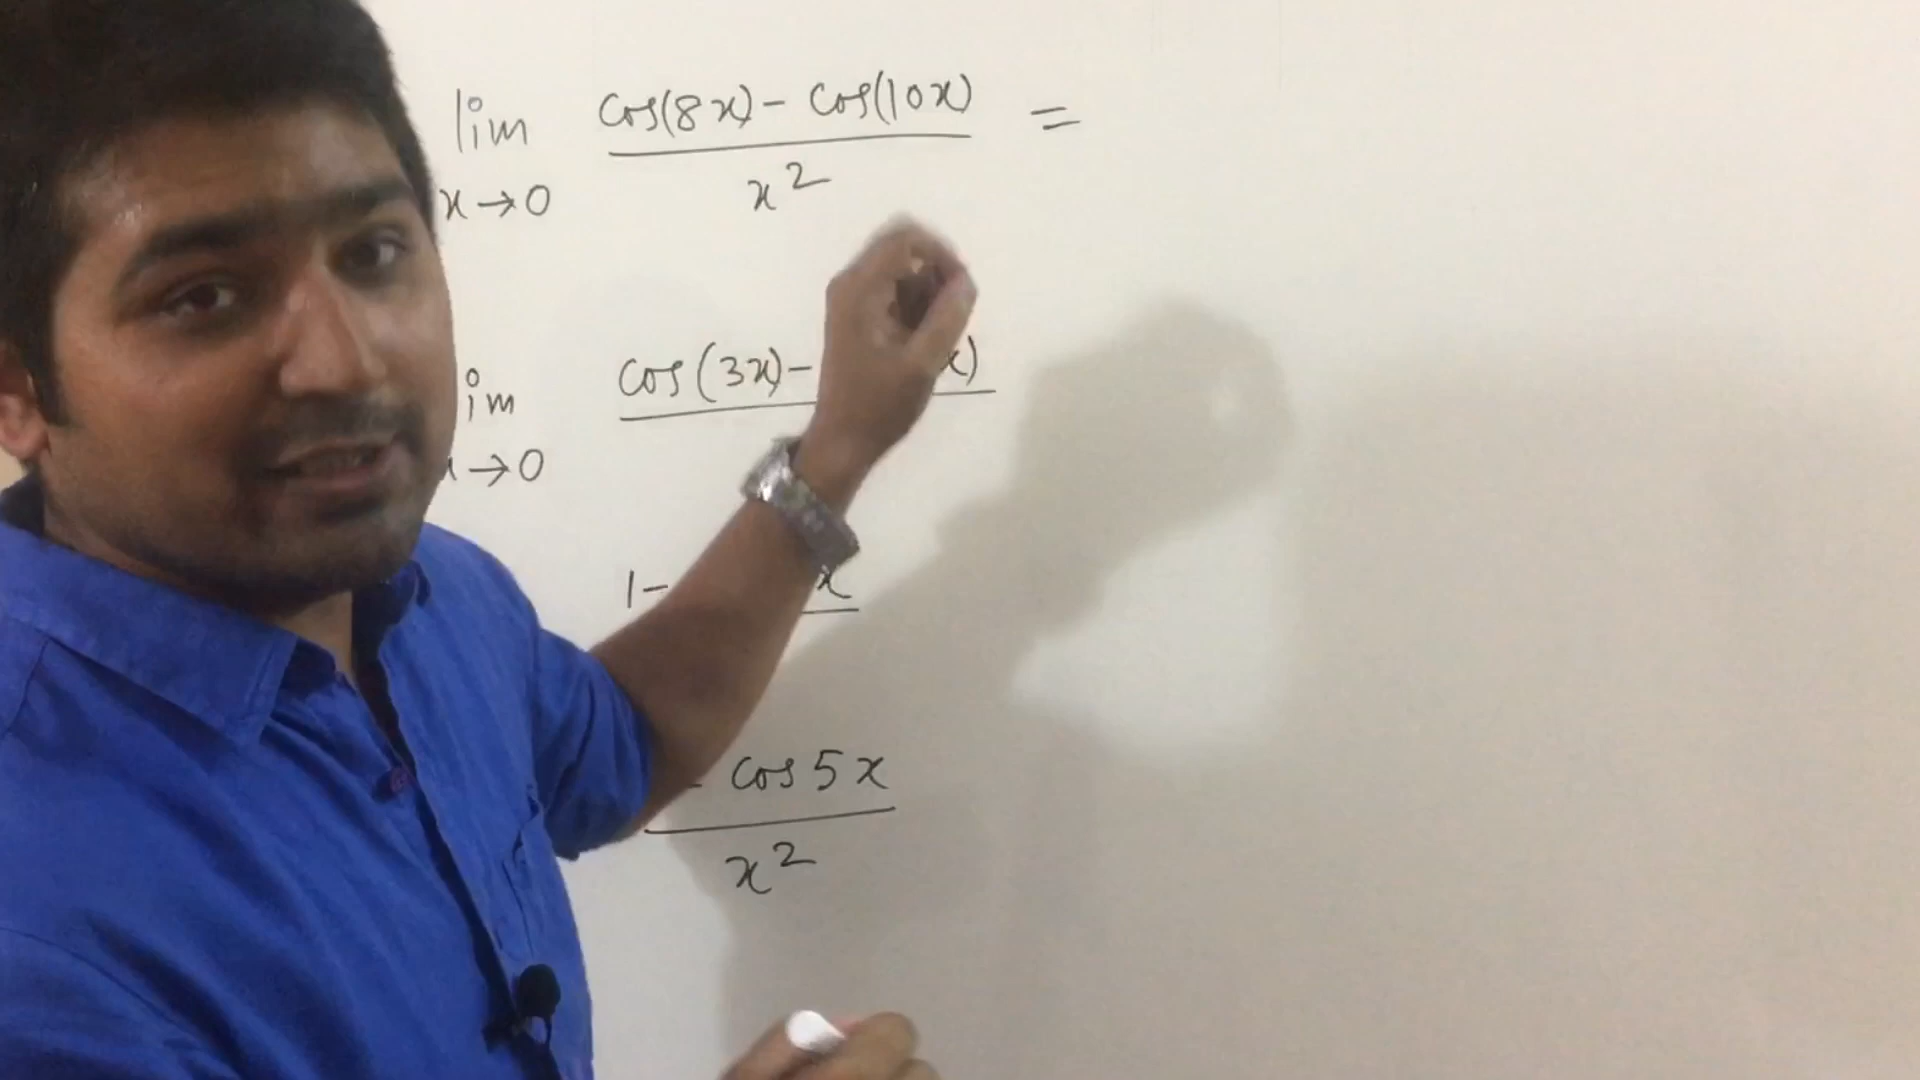 lim cos(8x) - cos(10x) =
x→0 x²
im cos(3x) - x)
→0
1- x
- cos 5x
x²